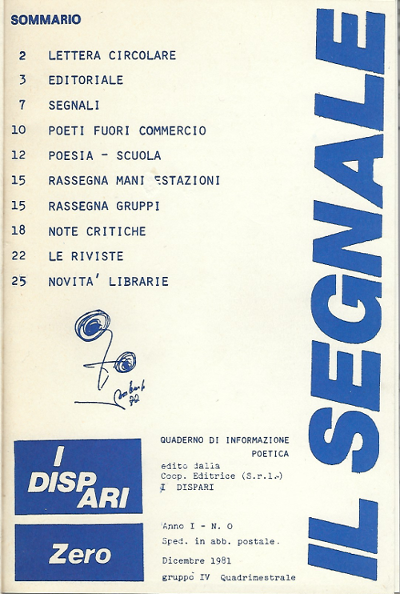 SOMMARIO
2 LETTERA CIRCOLARE
3 EDITORIALE
7 SEGNALI
10 POETI FUORI COMMERCIO
12 POESIA - SCUOLA
15 RASSEGNA MANI ESTAZIONI
15 RASSEGNA GRUPPI
18 NOTE CRITICHE
22 LE RIVISTE
25 NOVITA' LIBRARIE
IL SEGNALE
I
DISP
ARI
Zero
QUADERNO DI INFORMAZIONE
POETICA
edito dalla
Coop. Editrice (S.r.l.)
I DISPARI
Anno I - N. 0
Sped. in abb. postale.
Dicembre 1981
gruppo IV Quadrimestrale